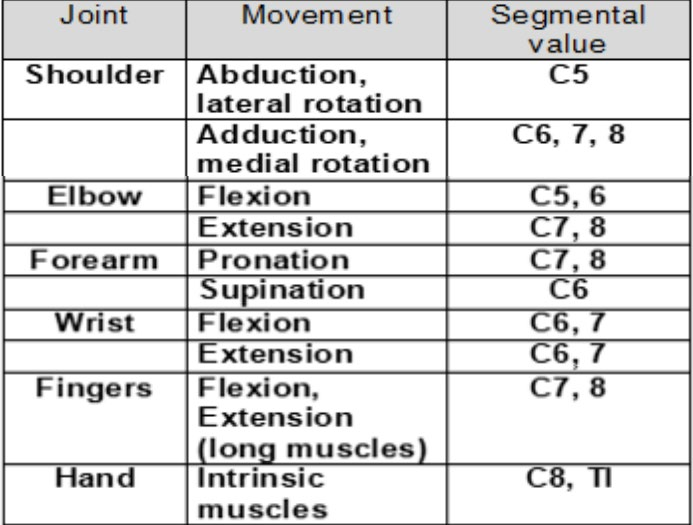 Joint Movement Segmental value
Shoulder Abduction, lateral rotation C5
Adduction, medial rotation C6, 7, 8
Elbow Flexion C5, 6
Extension C7, 8
Forearm Pronation C7, 8
Supination C6
Wrist Flexion C6, 7
Extension C6, 7
Fingers Flexion, Extension (long muscles) C7, 8
Hand Intrinsic muscles C8, TI